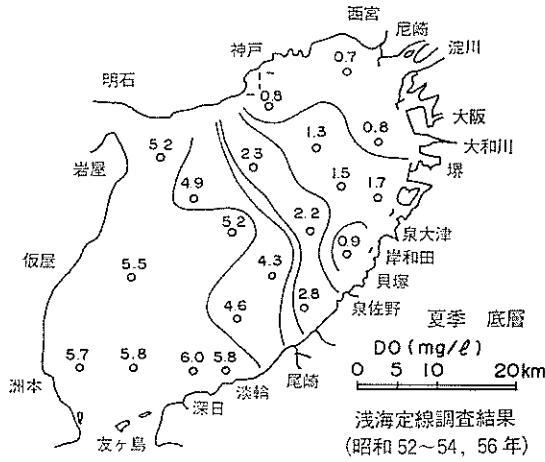 西宮
尼崎
淀川
神戸
0.7
明石
0.8
大阪
大和川
堺
5.2
2.3
1.3
0.8
岩屋
4.9
1.5
1.7
5.2
2.2
0.9
泉大津
岸和田
貝塚
泉佐野
仮屋
5.5
4.3
4.6
2.8
5.7
5.8
6.0
5.8
尾崎
淡輪
深日
洲本
友ヶ島
夏季 底層
DO (mg/ℓ)
0 5 10 20km
浅海定線調査結果
(昭和 52~54, 56 年)